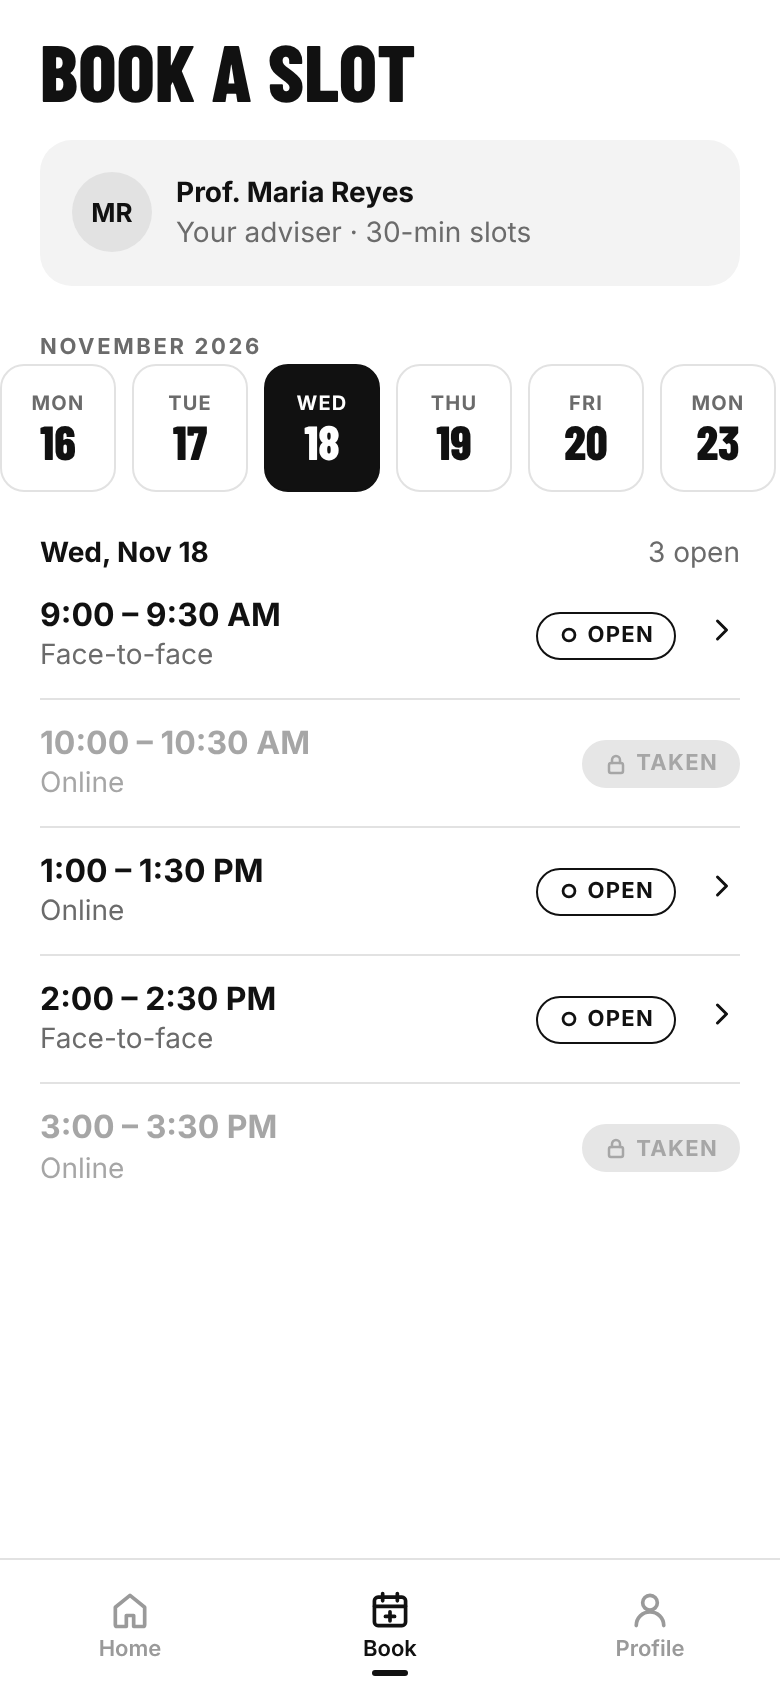 BOOK A SLOT
MR
Prof. Maria Reyes
Your adviser · 30-min slots
NOVEMBER 2026
MON TUE WED THU FRI MON
16 17 18 19 20 23
Wed, Nov 18 3 open
9:00 – 9:30 AM
Face-to-face
OPEN
10:00 – 10:30 AM
Online
TAKEN
1:00 – 1:30 PM
Online
OPEN
2:00 – 2:30 PM
Face-to-face
OPEN
3:00 – 3:30 PM
Online
TAKEN
Home Book Profile